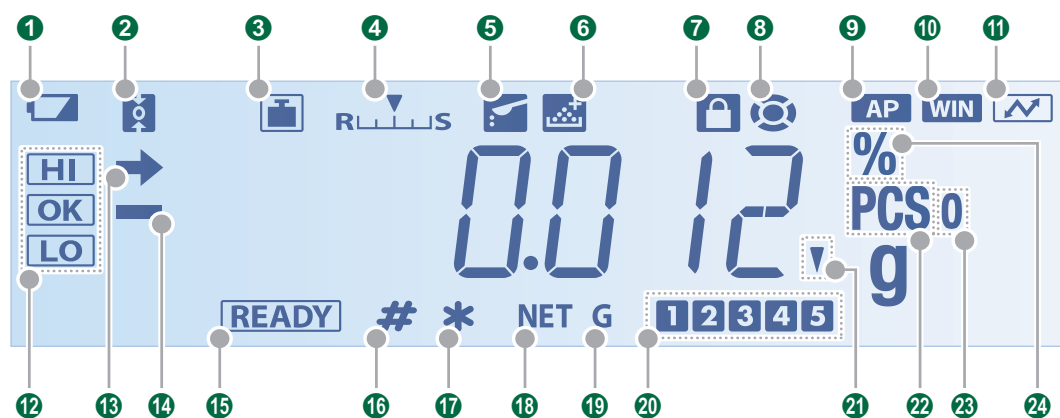 1 2 3 4 5 6 7 8 9 10 11
0 R S AP WIN
HI %
OK PCS 0
LO 0.012 g
READY # * NET G 1 2 3 4 5
12 13 14 15 16 17 18 19 20 21 22 23 24